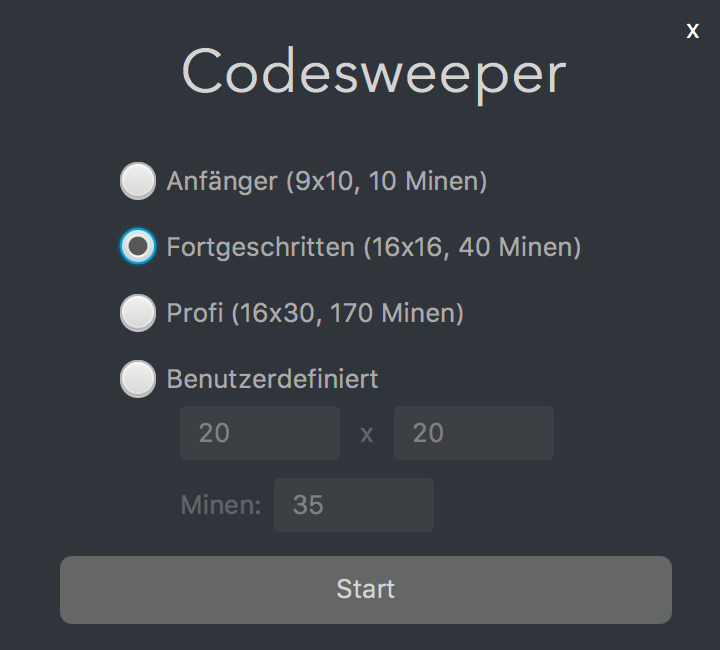 x
Codesweeper
Anfänger (9x10, 10 Minen)
Fortgeschritten (16x16, 40 Minen)
Profi (16x30, 170 Minen)
Benutzerdefiniert
20 x 20
Minen: 35
Start